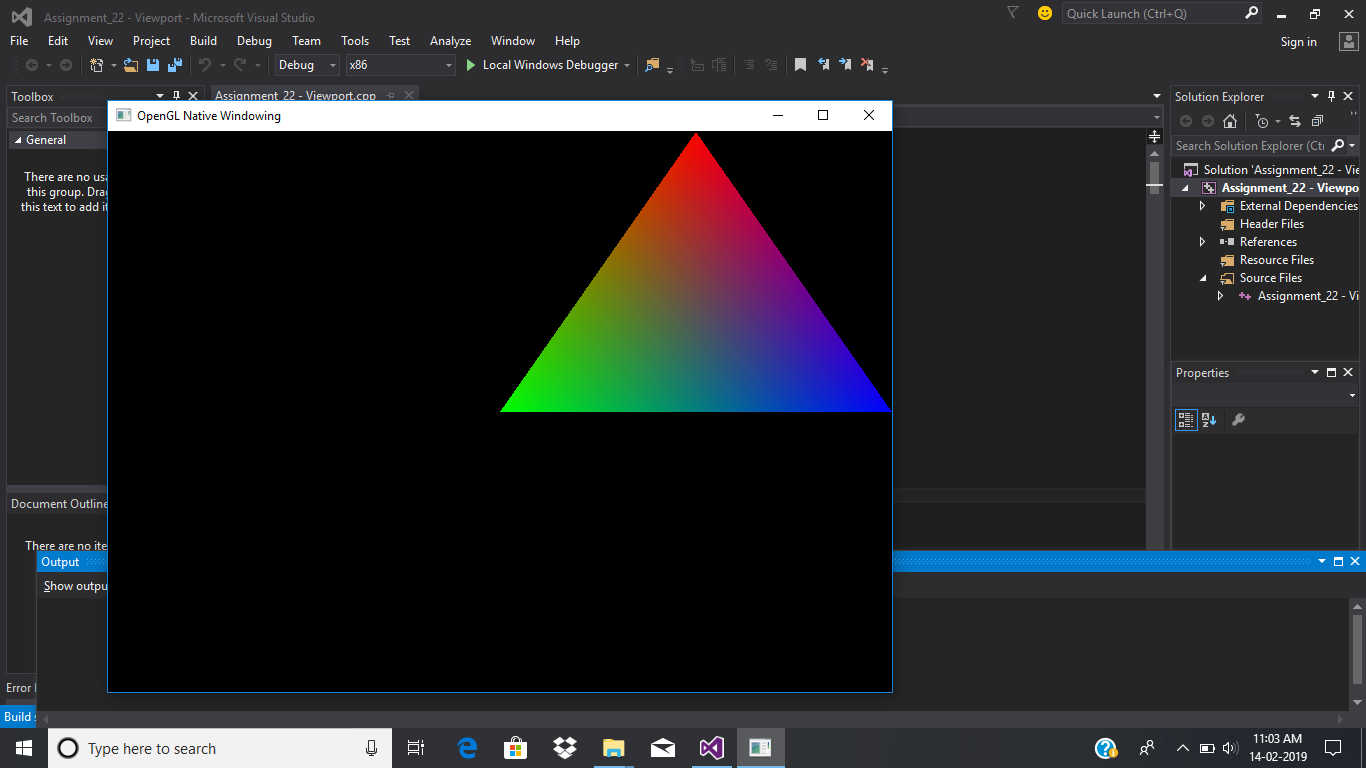 Assignment_22 - Viewport - Microsoft Visual Studio
Quick Launch (Ctrl+Q)
File Edit View Project Build Debug Team Tools Test Analyze Window Help
Sign in
Debug x86 Local Windows Debugger
Toolbox
Assignment_22 - Viewport.cpp
Search Toolbox
General
There are no usa
this group. Drag
this text to add it
OpenGL Native Windowing
Solution Explorer
Search Solution Explorer (Ctr
Solution 'Assignment_22 - Vie
Assignment_22 - Viewpo
External Dependencies
Header Files
References
Resource Files
Source Files
Assignment_22 - Vi
Properties
Document Outline
There are no ite
Output
Show outpu
Error
Build s
Type here to search
11:03 AM
14-02-2019